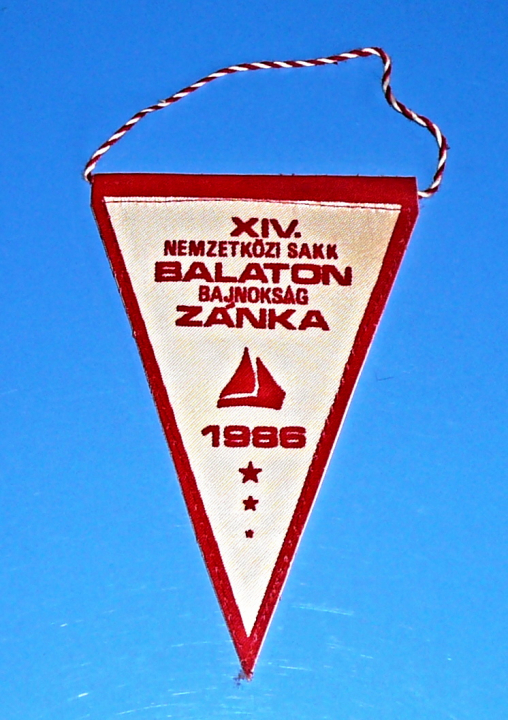 XIV.
NEMZETKÖZI SAKK
BALATON
BAJNOKSÁG
ZÁNKA
1986